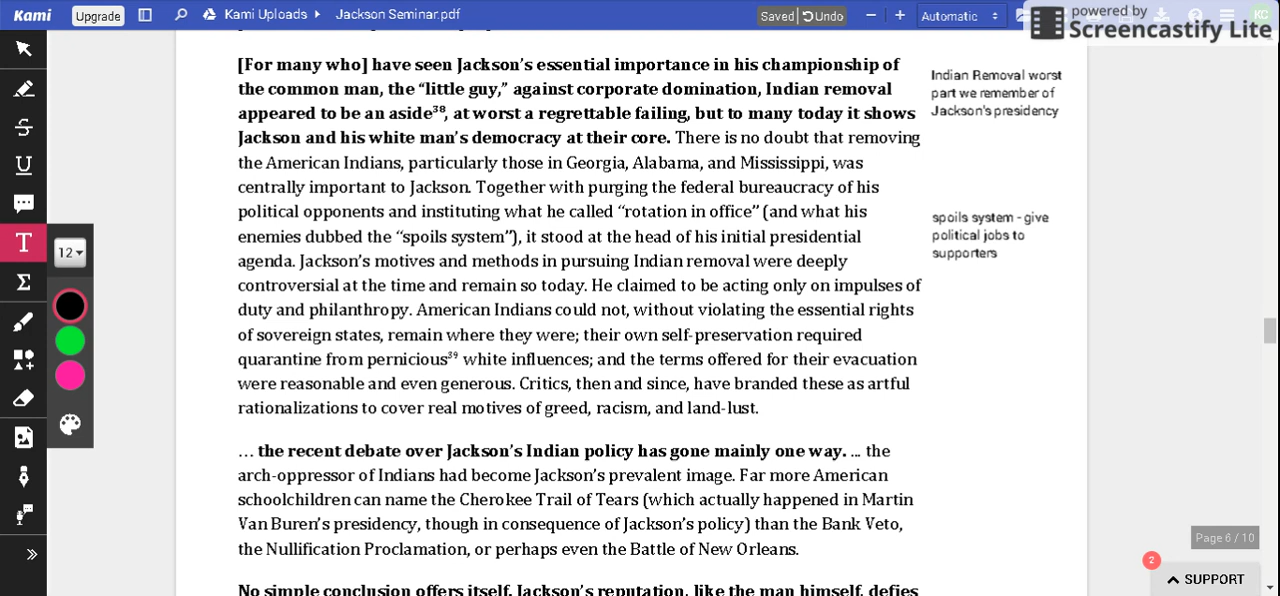 Kami Upgrade Kami Uploads Jackson Seminar.pdf Saved Undo Automatic powered by
Screencastify Lite
[For many who] have seen Jackson's essential importance in his championship of
the common man, the “little guy,” against corporate domination, Indian removal
appeared to be an aside38, at worst a regrettable failing, but to many today it shows
Jackson and his white man's democracy at their core. There is no doubt that removing
the American Indians, particularly those in Georgia, Alabama, and Mississippi, was
centrally important to Jackson. Together with purging the federal bureaucracy of his
political opponents and instituting what he called “rotation in office” (and what his
enemies dubbed the “spoils system”), it stood at the head of his initial presidential
agenda. Jackson's motives and methods in pursuing Indian removal were deeply
controversial at the time and remain so today. He claimed to be acting only on impulses of
duty and philanthropy. American Indians could not, without violating the essential rights
of sovereign states, remain where they were; their own self-preservation required
quarantine from pernicious39 white influences; and the terms offered for their evacuation
were reasonable and even generous. Critics, then and since, have branded these as artful
rationalizations to cover real motives of greed, racism, and land-lust.
... the recent debate over Jackson's Indian policy has gone mainly one way. ... the
arch-oppressor of Indians had become Jackson's prevalent image. Far more American
schoolchildren can name the Cherokee Trail of Tears (which actually happened in Martin
Van Buren's presidency, though in consequence of Jackson's policy) than the Bank Veto,
the Nullification Proclamation, or perhaps even the Battle of New Orleans.
No simple conclusion offers itself. Jackson's reputation, like the man himself, defies
Indian Removal worst
part we remember of
Jackson's presidency
spoils system - give
political jobs to
supporters
12
Page 6 / 10
2
SUPPORT